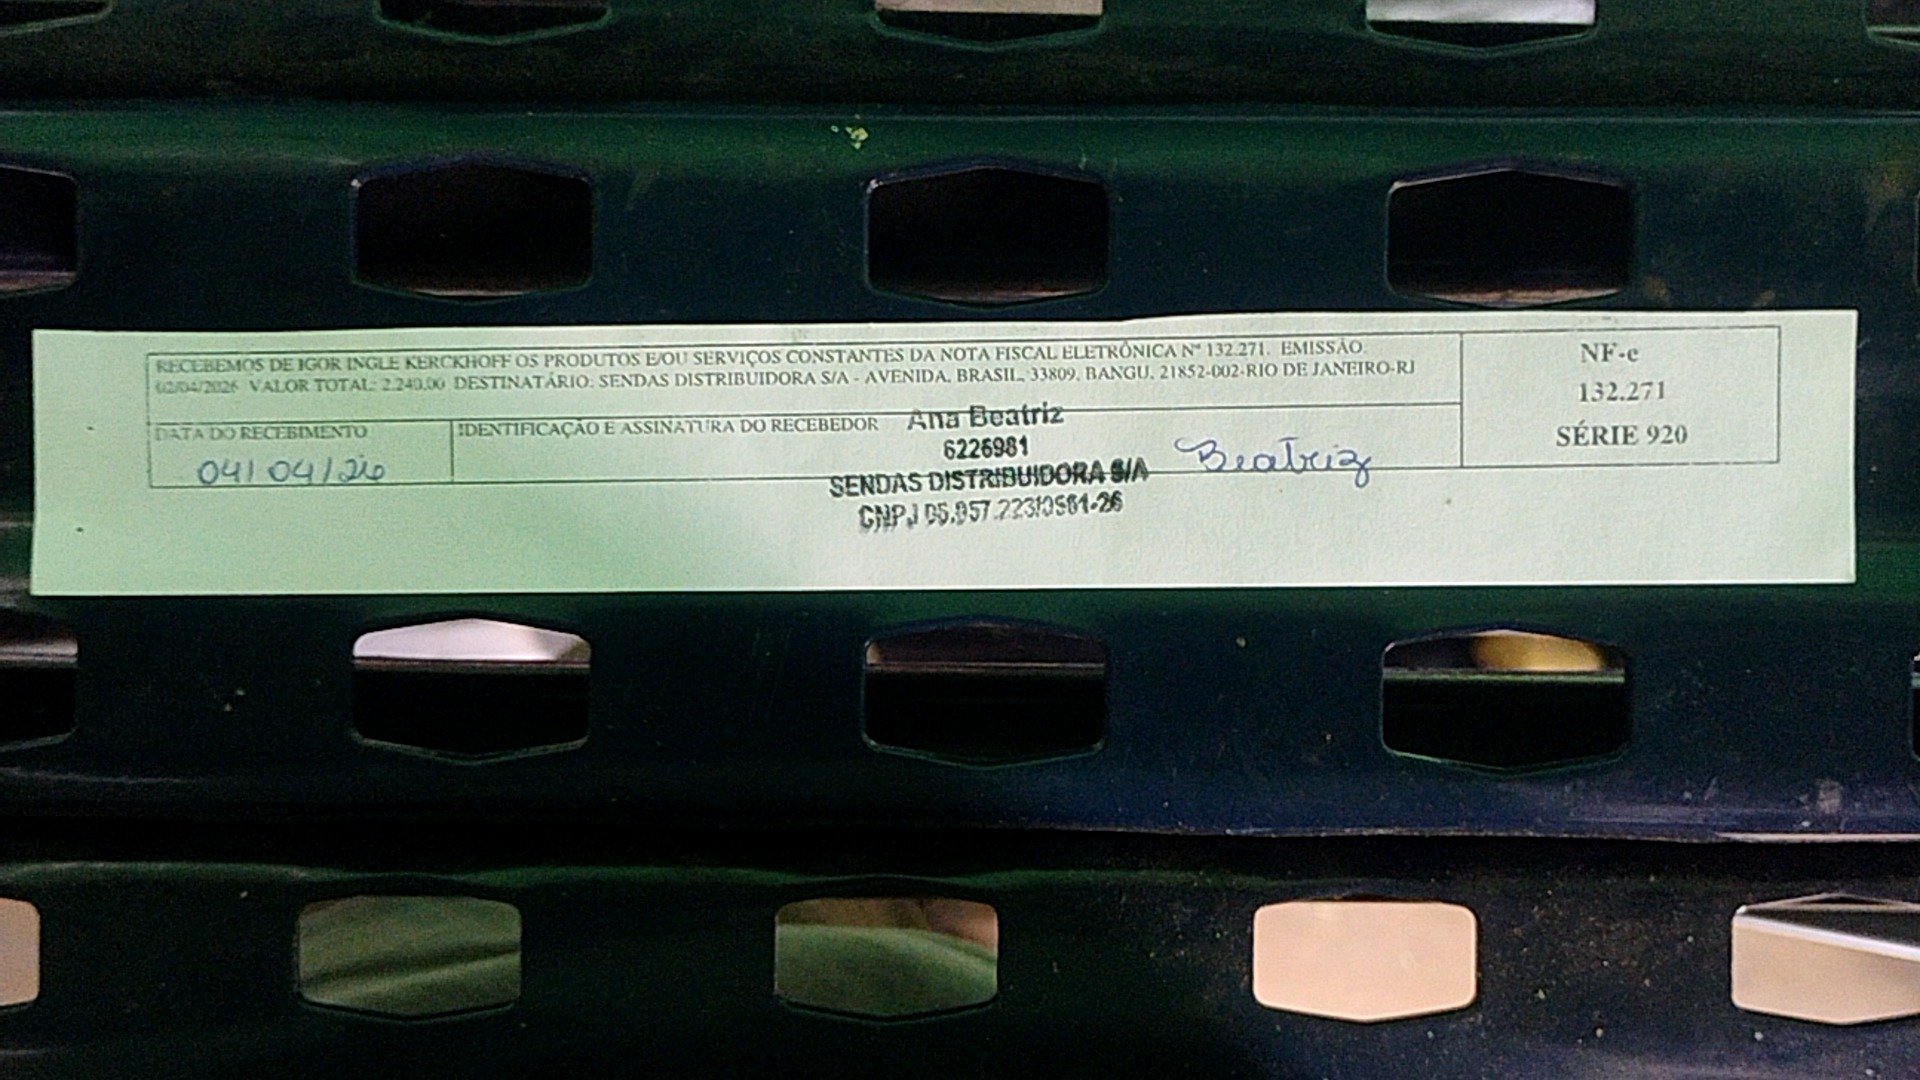 RECEBEMOS DE IGOR INGLE KERCKHOFF OS PRODUTOS E/OU SERVIÇOS CONSTANTES DA NOTA FISCAL ELETRÔNICA Nº 132.271. EMISSÃO:
02/04/2026 VALOR TOTAL: 2.240,00 DESTINATÁRIO: SENDAS DISTRIBUIDORA S/A - AVENIDA, BRASIL, 33809, BANGU, 21852-002-RIO DE JANEIRO-RJ
NF-e
132.271
SÉRIE 920
DATA DO RECEBIMENTO
04/04/26
IDENTIFICAÇÃO E ASSINATURA DO RECEBEDOR
Ana Beatriz
6226981
SENDAS DISTRIBUIDORA S/A
CNPJ
Beatriz